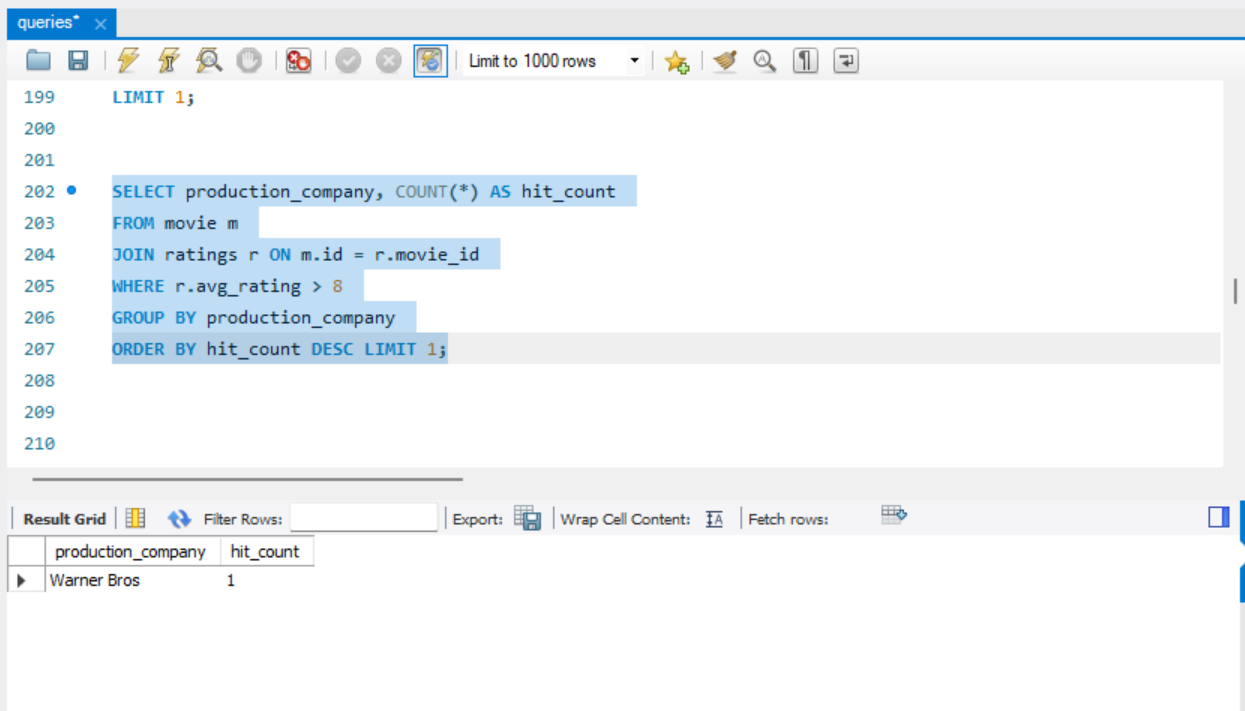 queries*
Limit to 1000 rows
199 LIMIT 1;
200
201
202 SELECT production_company, COUNT(*) AS hit_count
203 FROM movie m
204 JOIN ratings r ON m.id = r.movie_id
205 WHERE r.avg_rating > 8
206 GROUP BY production_company
207 ORDER BY hit_count DESC LIMIT 1;
208
209
210
Result Grid Filter Rows: Export: Wrap Cell Content: Fetch rows:
production_company hit_count
Warner Bros 1